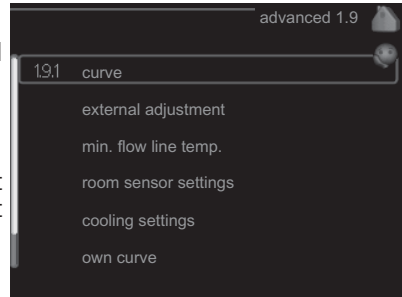 advanced 1.9
1.9.1 curve
external adjustment
min. flow line temp.
room sensor settings
cooling settings
own curve